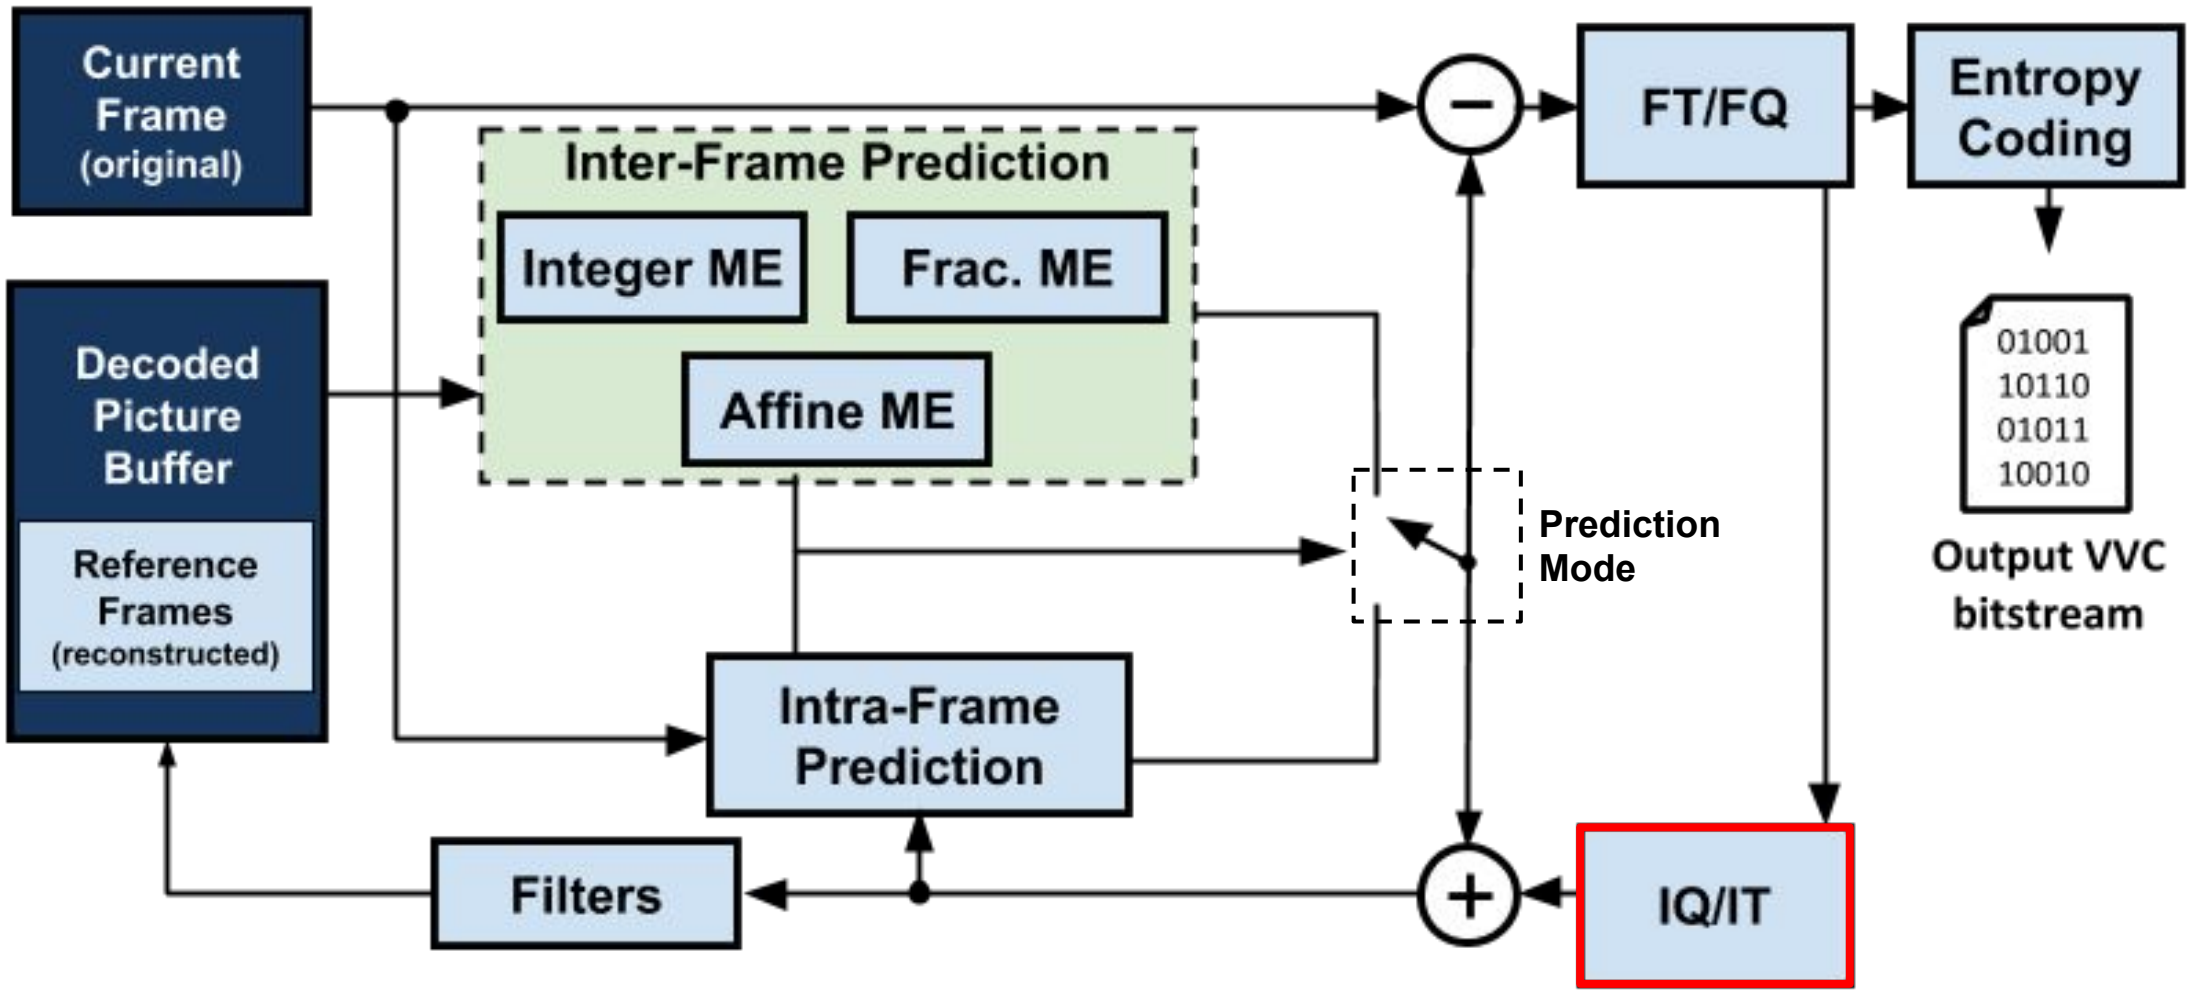 Current
Frame
(original)
Inter-Frame Prediction
Integer ME
Frac. ME
Affine ME
−
FT/FQ
Entropy
Coding
01001
10110
01011
10010
Output VVC
bitstream
Decoded
Picture
Buffer
Reference
Frames
(reconstructed)
Prediction
Mode
Intra-Frame
Prediction
Filters
+
IQ/IT